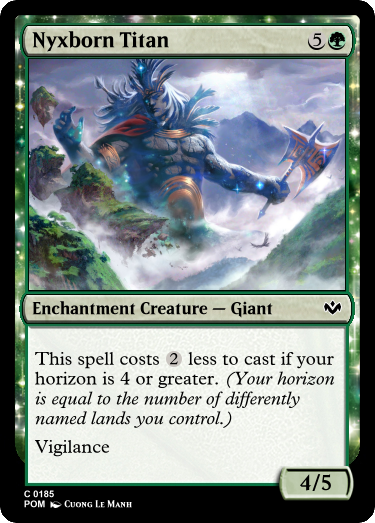 Nyxborn Titan 5
Enchantment Creature — Giant
This spell costs 2 less to cast if your
horizon is 4 or greater. (Your horizon
is equal to the number of differently
named lands you control.)
Vigilance
4/5
C 0185
POM Cuong Le Manh